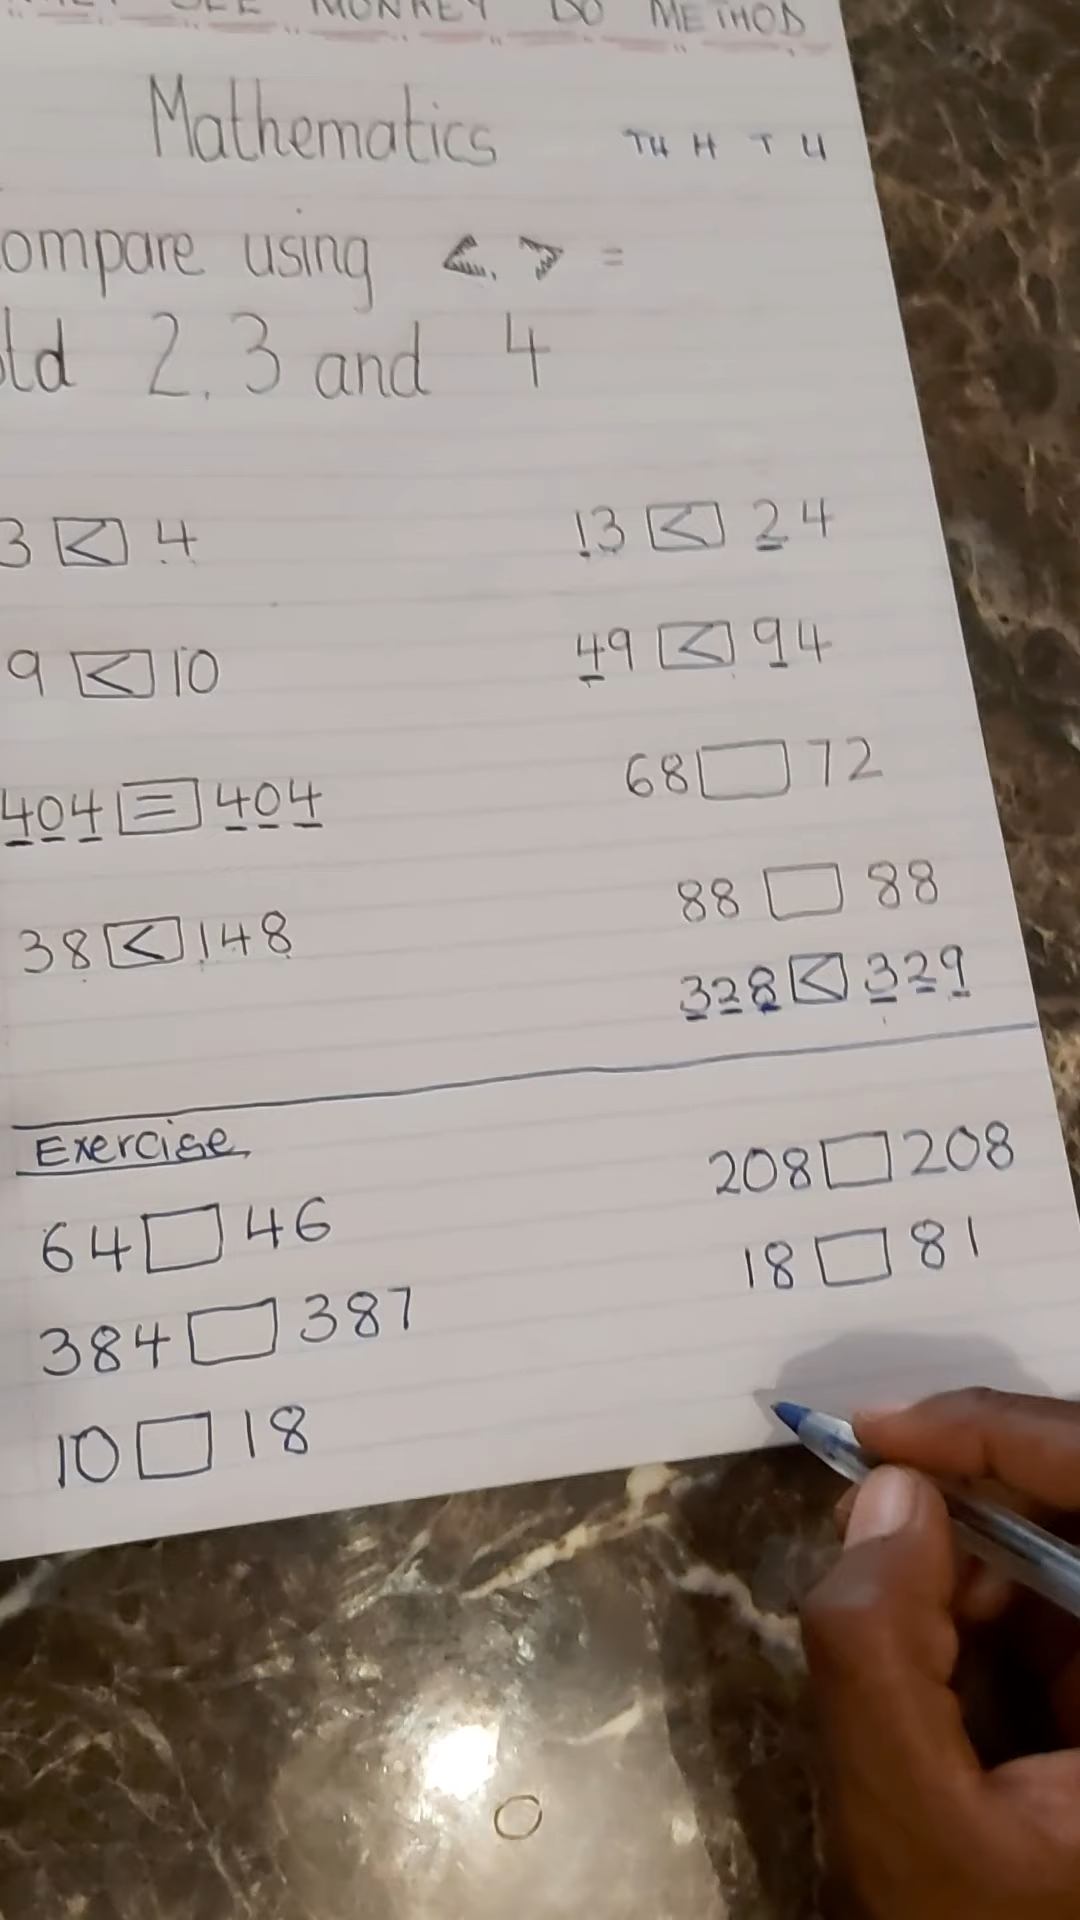 SEE MONKEY DO METHOD
Mathematics TH H T U
ompare using <, > =
td 2, 3 and 4
3 < 4
13 < 24
9 < 10
49 < 94
404 = 404
68 □ 72
38 < 148
88 □ 88
328 < 329
Exercise
64 □ 46
208 □ 208
384 □ 387
18 □ 81
10 □ 18